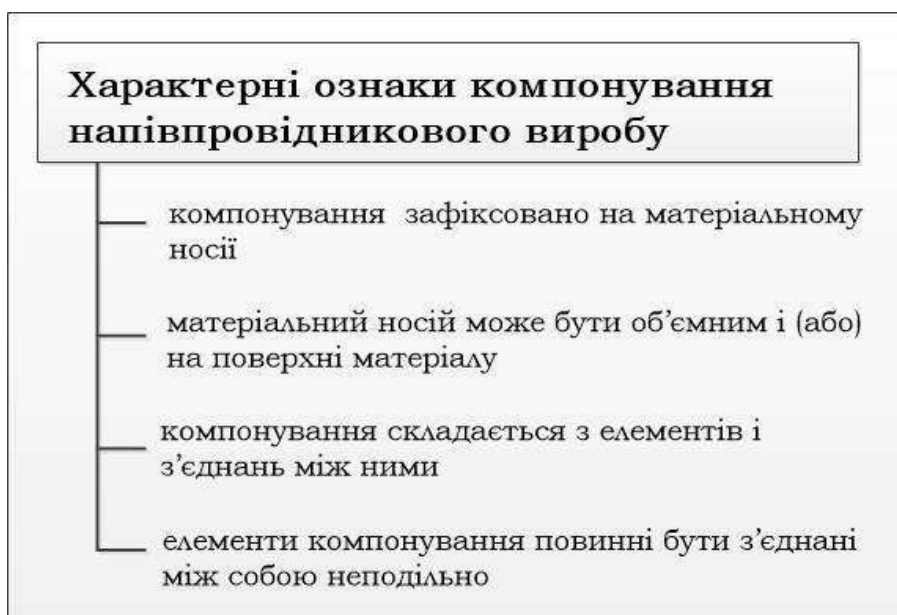 Характерні ознаки компонування
напівпровідникового виробу
компонування зафіксовано на матеріальному
носії
матеріальний носій може бути об’ємним і (або)
на поверхні матеріалу
компонування складається з елементів і
з’єднань між ними
елементи компонування повинні бути з’єднані
між собою неподільно